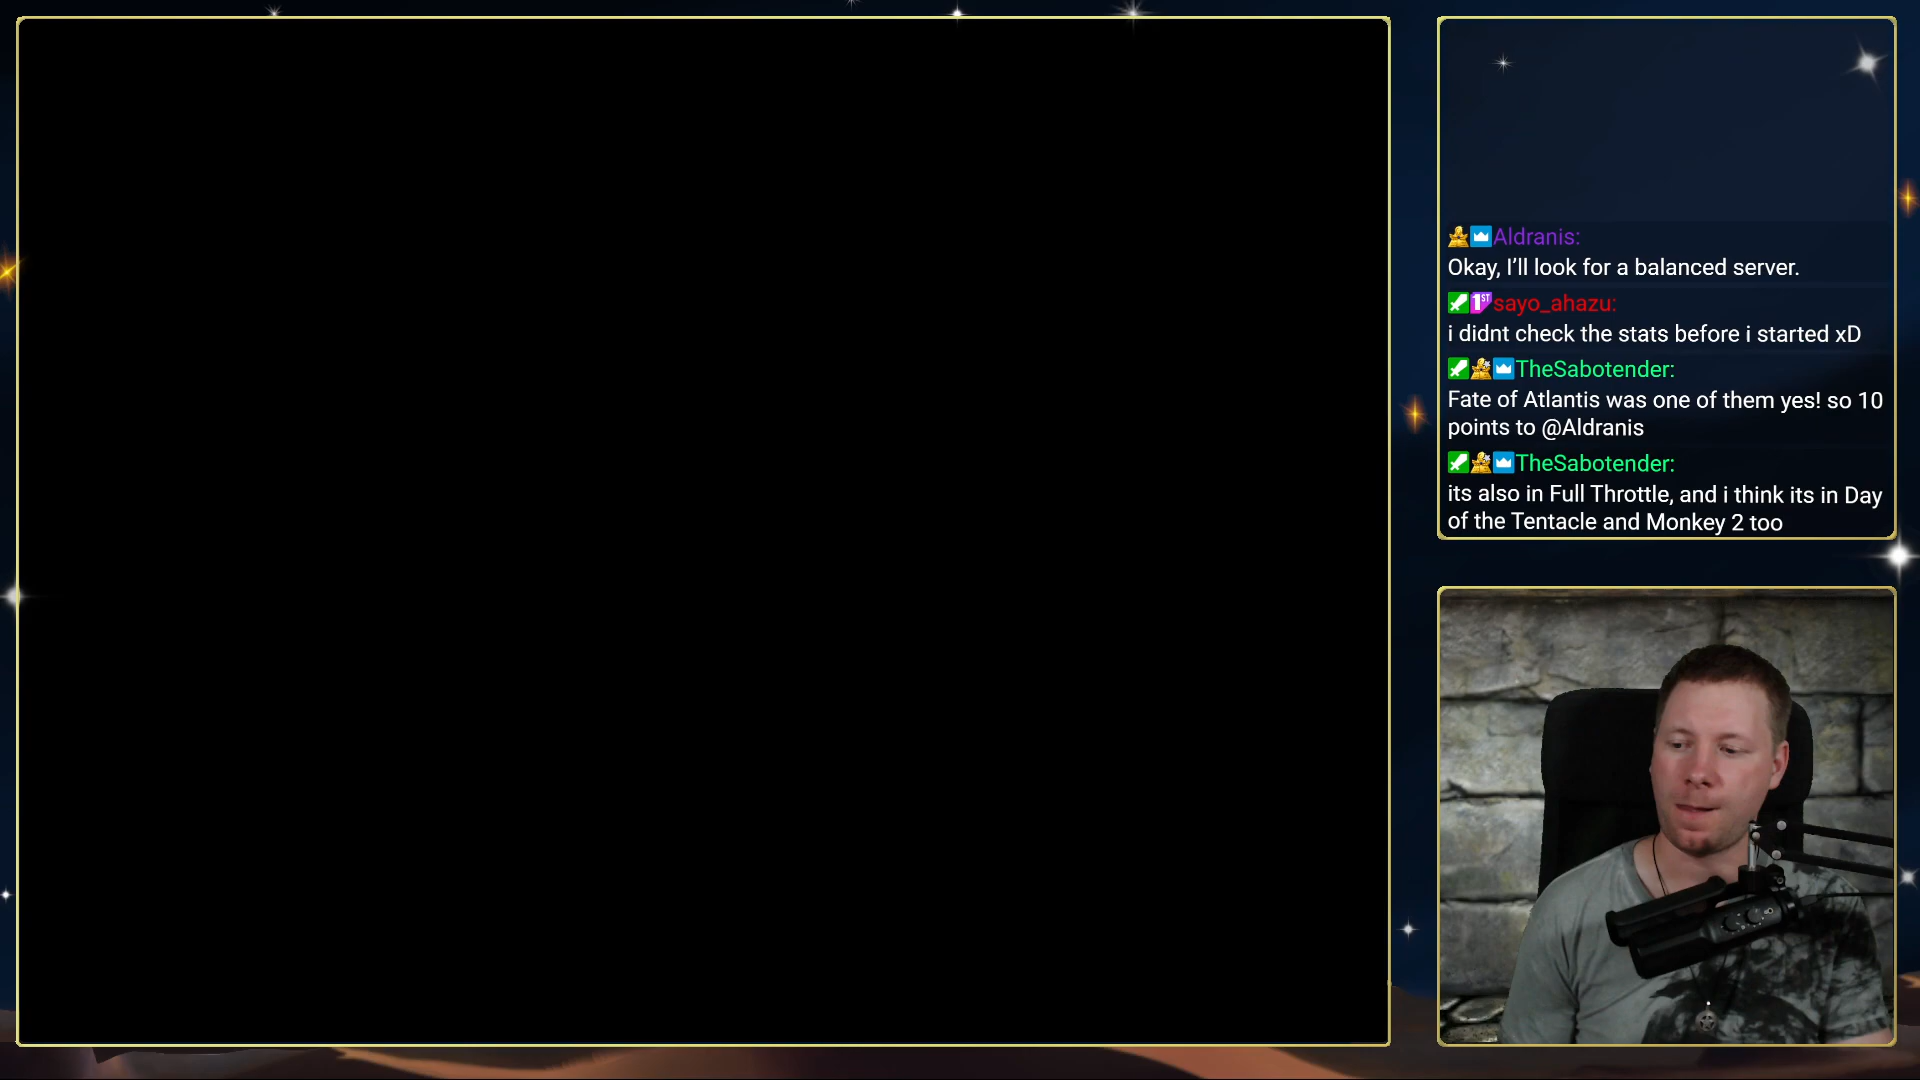 Aldranis:
Okay, I’ll look for a balanced server.
1ST sayo_ahazu:
i didnt check the stats before i started xD
TheSabotender:
Fate of Atlantis was one of them yes! so 10
points to @Aldranis
TheSabotender:
its also in Full Throttle, and i think its in Day
of the Tentacle and Monkey 2 too